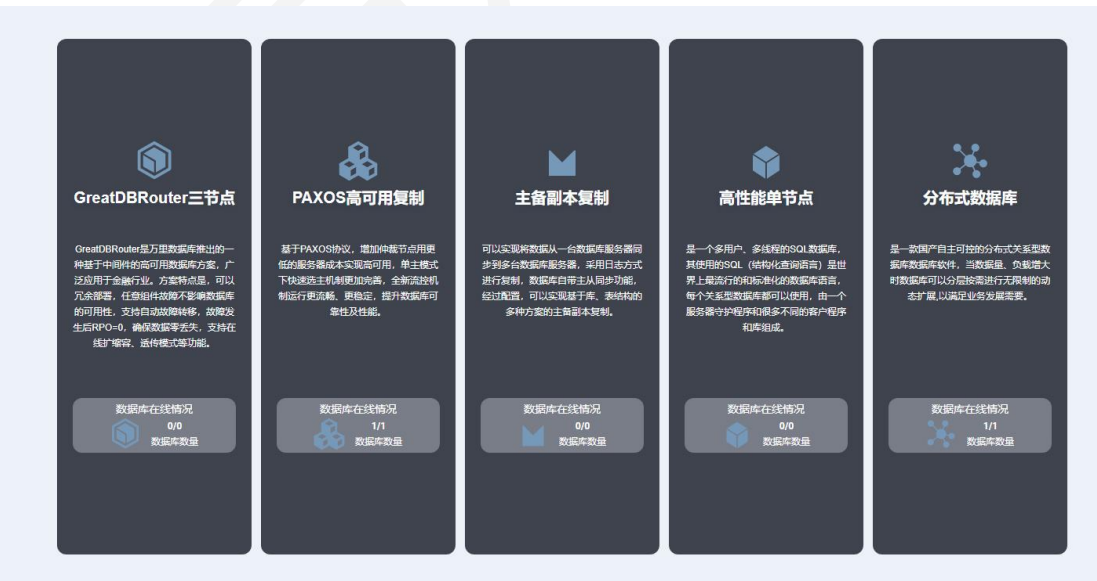 GreatDBRouter三节点
GreatDBRouter是万里数据库推出的一
种基于中间件的高可用数据库方案，广
泛应用于金融行业。方案特点是，可以
冗余部署，任意组件故障不影响数据库
的可用性，支持自动故障转移，故障发
生后RPO=0，确保数据零丢失，支持在
线扩缩容、透传模式等功能。
数据库在线情况
0/0
数据库数量
PAXOS高可用复制
基于PAXOS协议，增加仲裁节点用更
低的服务器成本实现高可用，单主模式
下快速选主机制更加完善，全新流控机
制运行更流畅、更稳定，提升数据库可
靠性及性能。
数据库在线情况
1/1
数据库数量
主备副本复制
可以实现将数据从一台数据库服务器同
步到多台数据库服务器，采用日志方式
进行复制，数据库自带主从同步功能，
经过配置，可以实现基于库、表结构的
多种方案的主备副本复制。
数据库在线情况
0/0
数据库数量
高性能单节点
是一个多用户、多线程的SQL数据库，
其使用的SQL（结构化查询语言）是世
界上最流行的和标准化的数据库语言，
每个关系型数据库都可以使用，由一个
服务器守护程序和很多不同的客户程序
和库组成。
数据库在线情况
0/0
数据库数量
分布式数据库
是一款国产自主可控的分布式关系型数
据库数据库软件，当数据量、负载增大
时数据库可以分层按需进行无限制的动
态扩展,以满足业务发展需要。
数据库在线情况
1/1
数据库数量